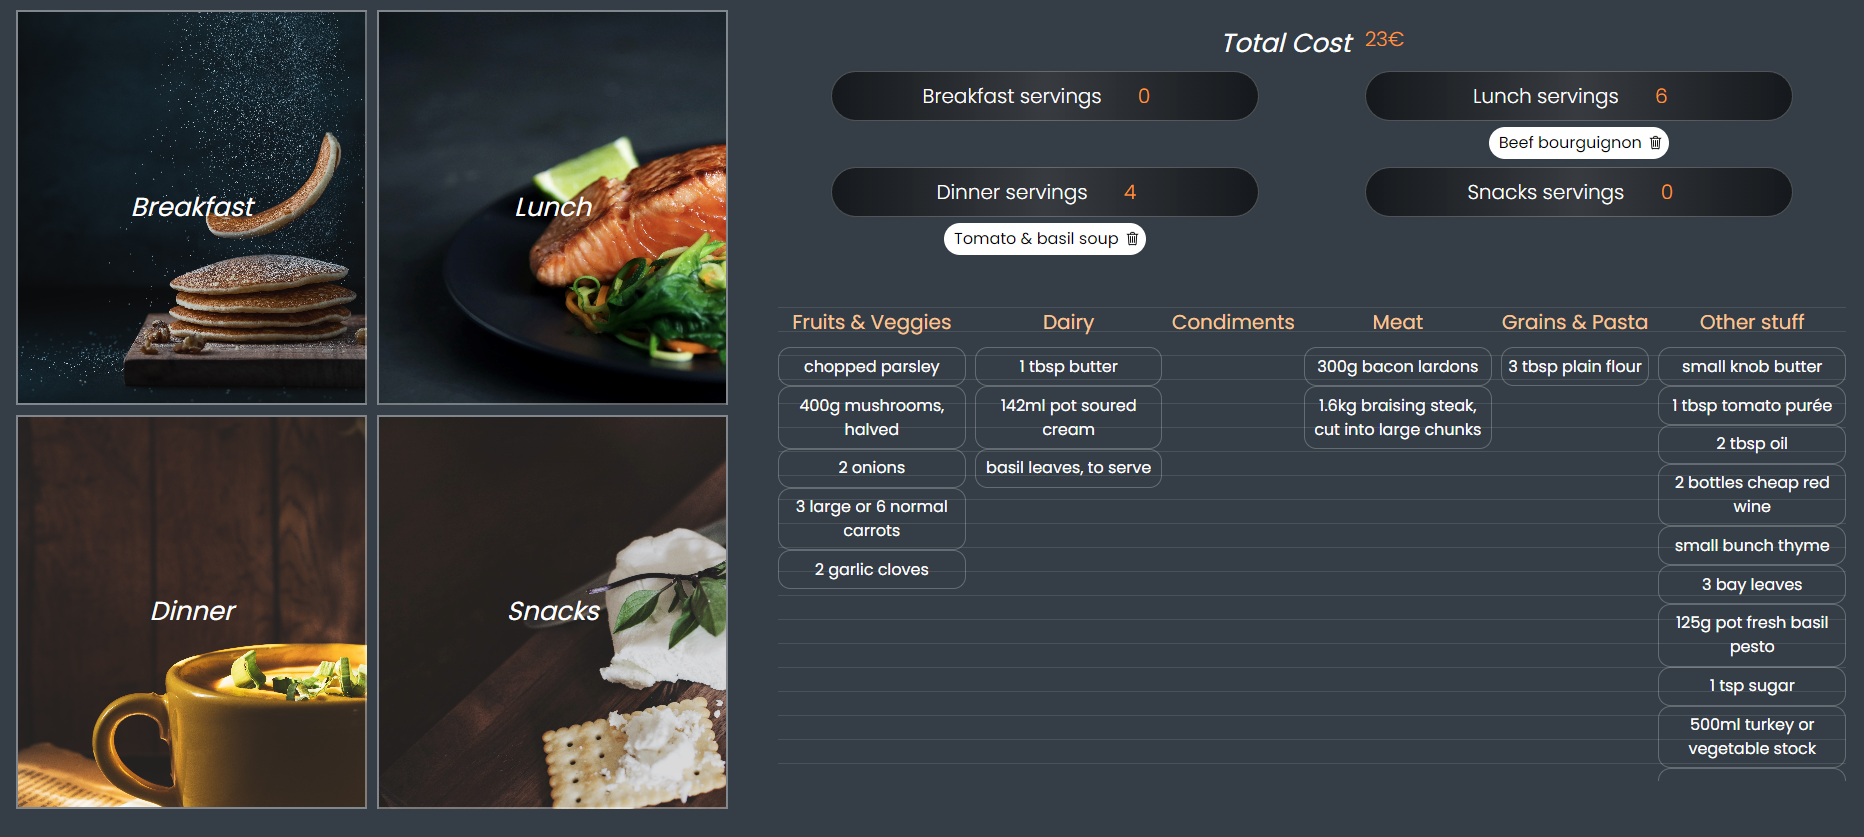 Breakfast
Lunch
Dinner
Snacks
Total Cost 23€
Breakfast servings 0
Lunch servings 6
Beef bourguignon
Dinner servings 4
Snacks servings 0
Tomato & basil soup
Fruits & Veggies
chopped parsley
400g mushrooms,
halved
2 onions
3 large or 6 normal
carrots
2 garlic cloves
Dairy
1 tbsp butter
142ml pot soured
cream
basil leaves, to serve
Condiments
Meat
300g bacon lardons
1.6kg braising steak,
cut into large chunks
Grains & Pasta
3 tbsp plain flour
Other stuff
small knob butter
1 tbsp tomato purée
2 tbsp oil
2 bottles cheap red
wine
small bunch thyme
3 bay leaves
125g pot fresh basil
pesto
1 tsp sugar
500ml turkey or
vegetable stock